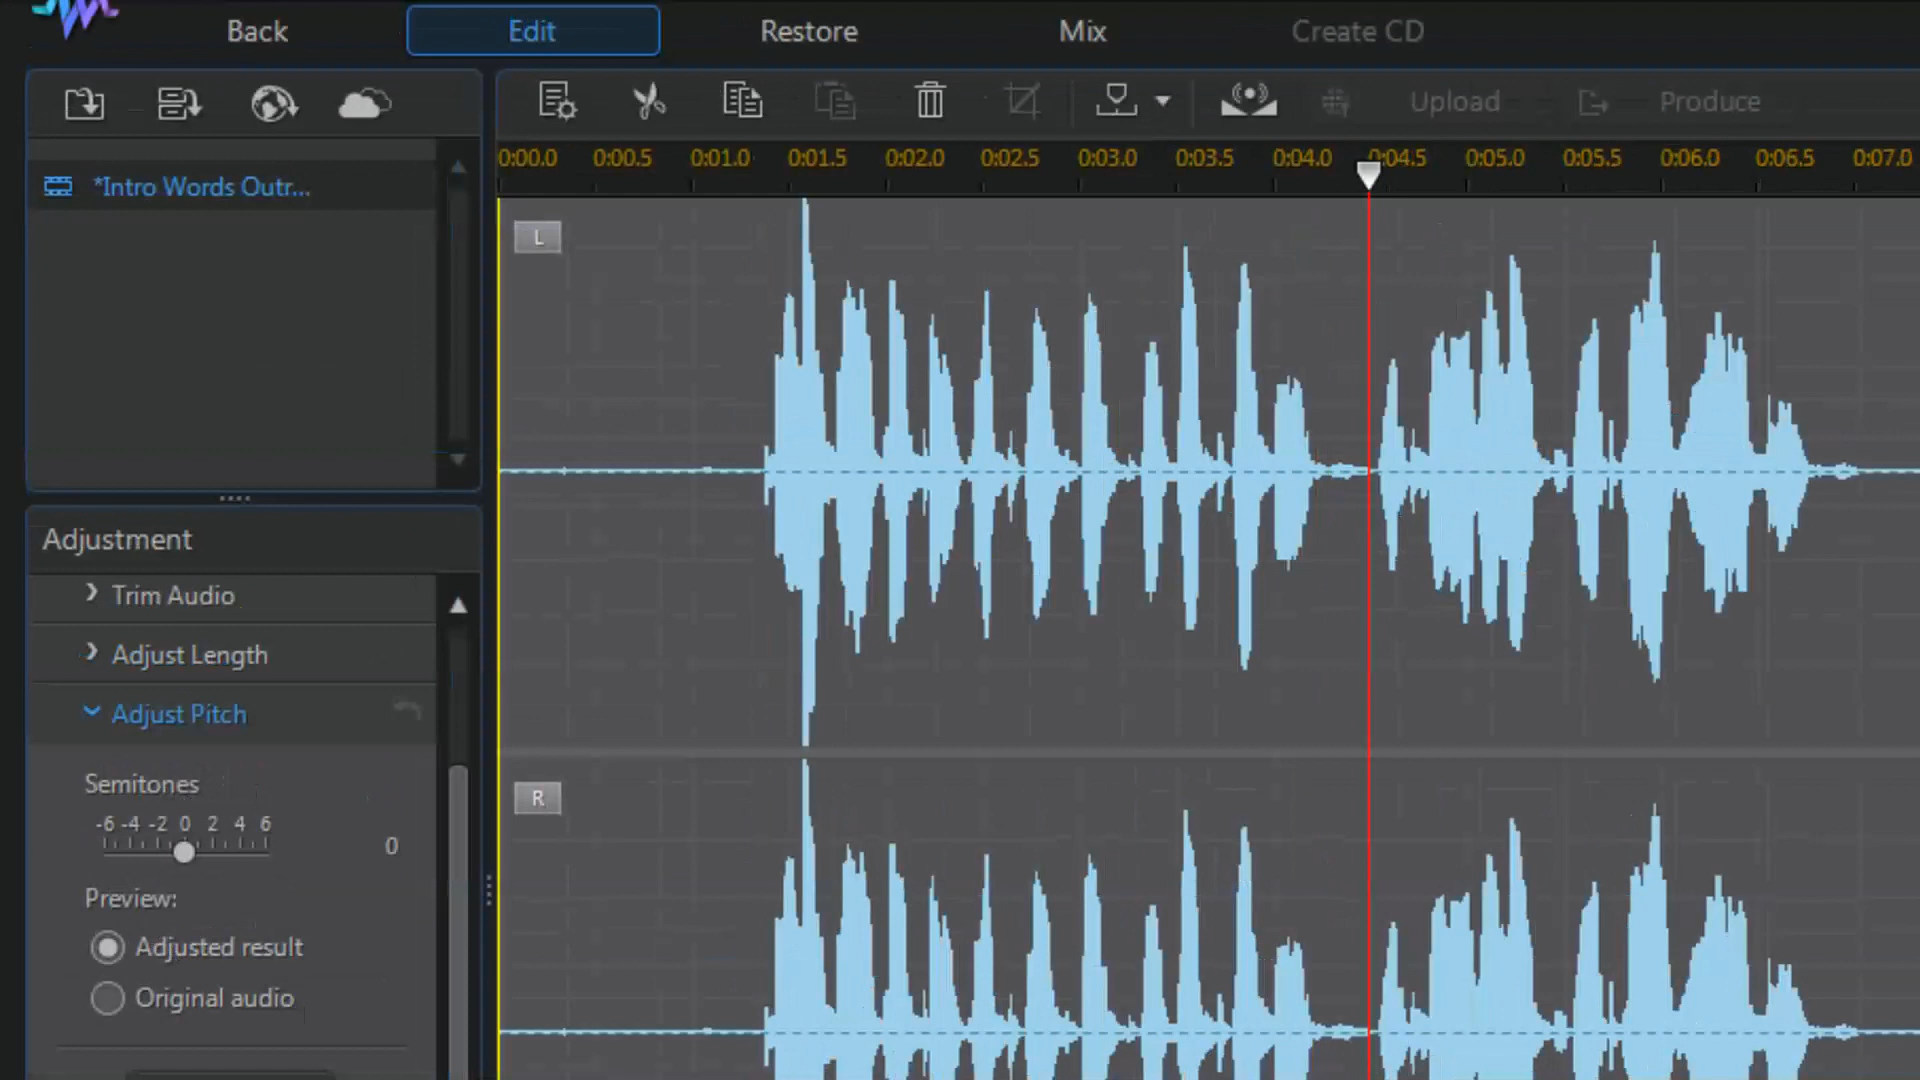 Back Edit Restore Mix Create CD
Upload Produce
0:00.0 0:00.5 0:01.0 0:01.5 0:02.0 0:02.5 0:03.0 0:03.5 0:04.0 0:04.5 0:05.0 0:05.5 0:06.0 0:06.5 0:07.0
*Intro Words Outr...
L
Adjustment
Trim Audio
Adjust Length
Adjust Pitch
Semitones
-6 -4 -2 0 2 4 6
0
R
Preview:
Adjusted result
Original audio